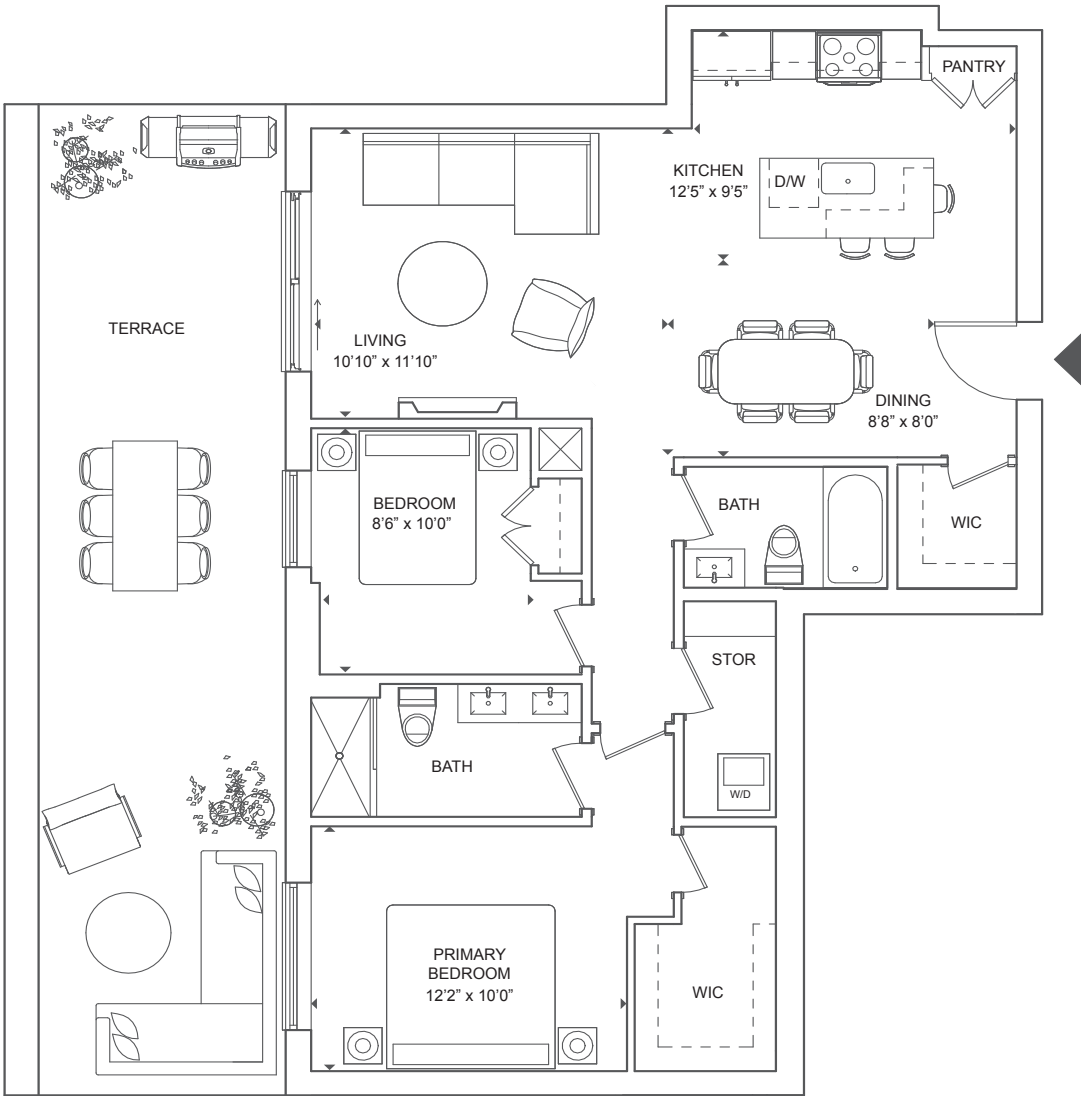 PANTRY
KITCHEN
12’5” x 9’5”
D/W
TERRACE
LIVING
10’10” x 11’10”
DINING
8’8” x 8’0”
BEDROOM
8’6” x 10’0”
BATH
WIC
STOR
BATH
W/D
PRIMARY
BEDROOM
12’2” x 10’0”
WIC